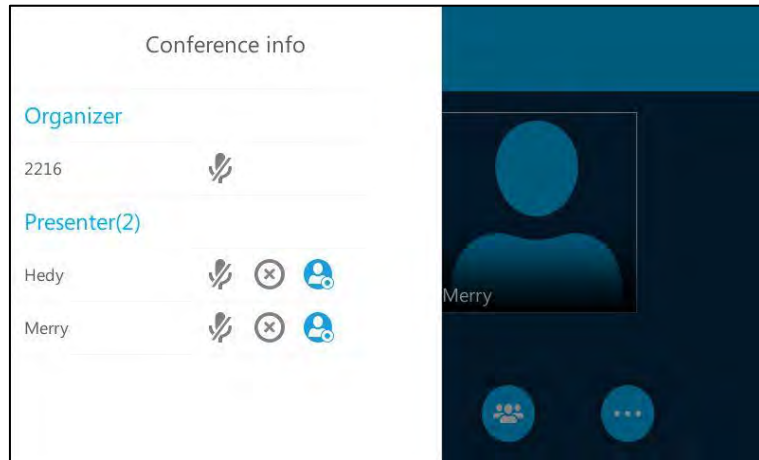 Conference info
Organizer
2216
Presenter(2)
Hedy
Merry
Merry